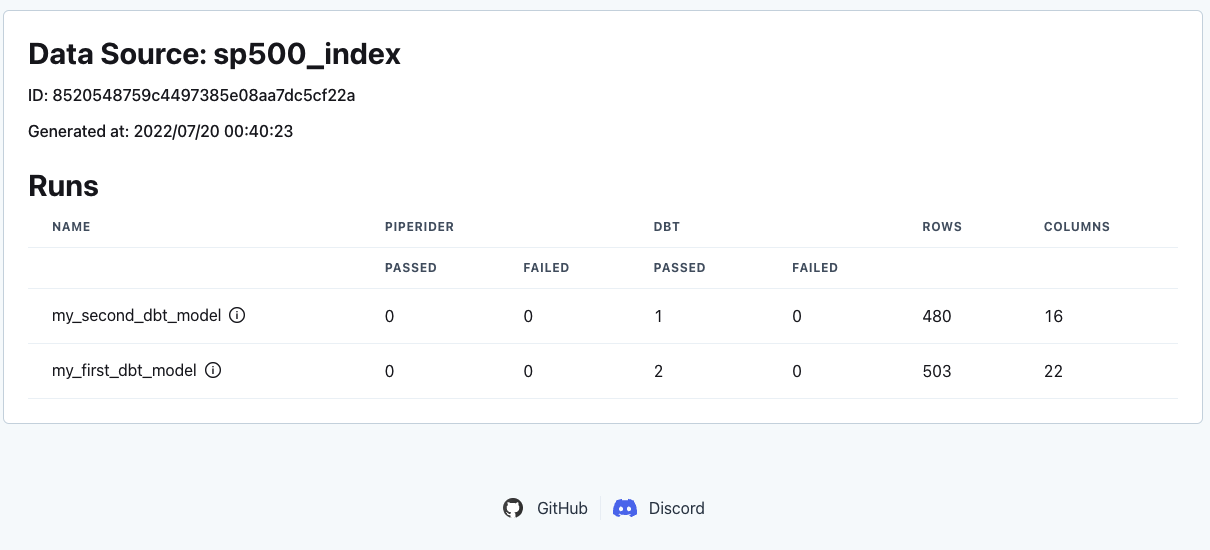 Data Source: sp500_index
ID: 8520548759c4497385e08aa7dc5cf22a
Generated at: 2022/07/20 00:40:23
Runs
NAME PIPERIDER DBT ROWS COLUMNS
PASSED FAILED PASSED FAILED
my_second_dbt_model 0 0 1 0 480 16
my_first_dbt_model 0 0 2 0 503 22
GitHub Discord